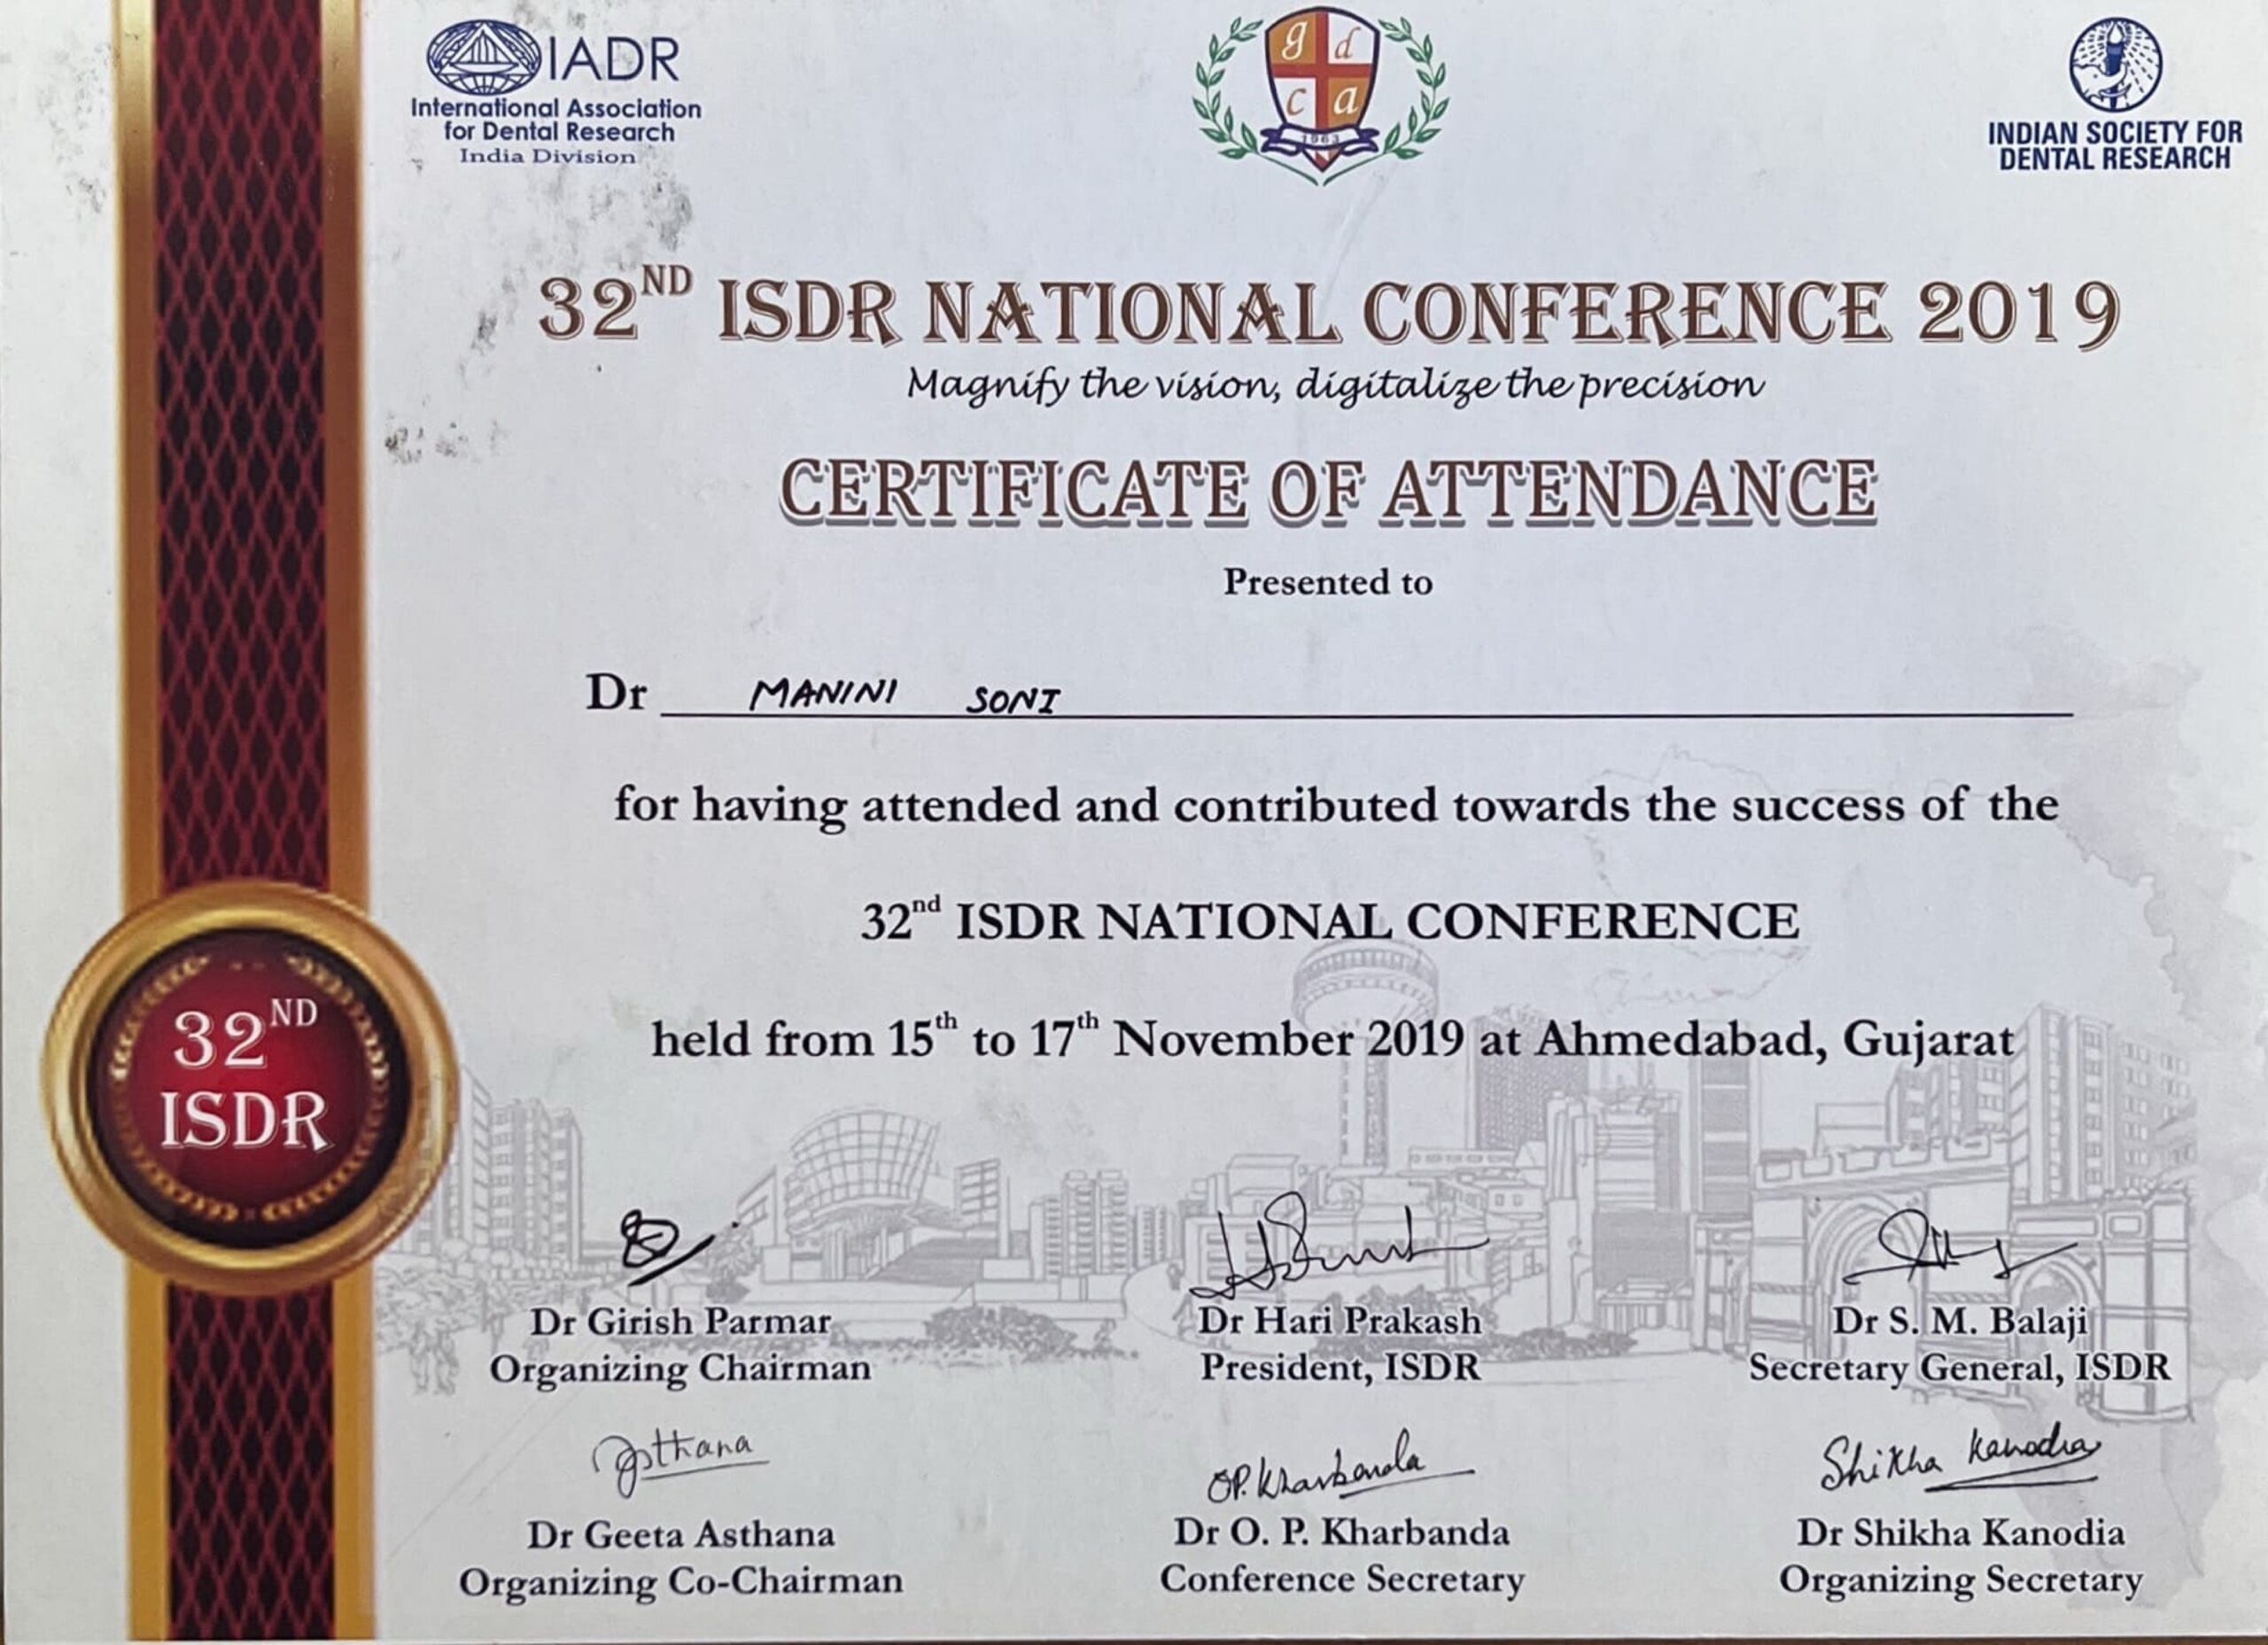 IADR
International Association
for Dental Research
India Division
g d
c a
1963
INDIAN SOCIETY FOR
DENTAL RESEARCH
32ND ISDR NATIONAL CONFERENCE 2019
Magnify the vision, digitalize the precision
CERTIFICATE OF ATTENDANCE
Presented to
Dr MANINI SONI
for having attended and contributed towards the success of the
32nd ISDR NATIONAL CONFERENCE
held from 15th to 17th November 2019 at Ahmedabad, Gujarat
32ND
ISDR
Dr Girish Parmar
Organizing Chairman
Dr Hari Prakash
President, ISDR
Dr S. M. Balaji
Secretary General, ISDR
Asthana
OP. Kharbanda
Shikha Kanodia
Dr Geeta Asthana
Organizing Co-Chairman
Dr O. P. Kharbanda
Conference Secretary
Dr Shikha Kanodia
Organizing Secretary